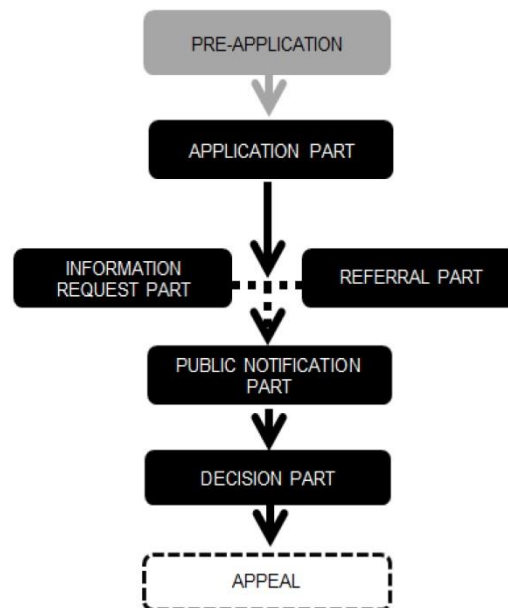 PRE-APPLICATION
APPLICATION PART
INFORMATION
REQUEST PART
REFERRAL PART
PUBLIC NOTIFICATION
PART
DECISION PART
APPEAL